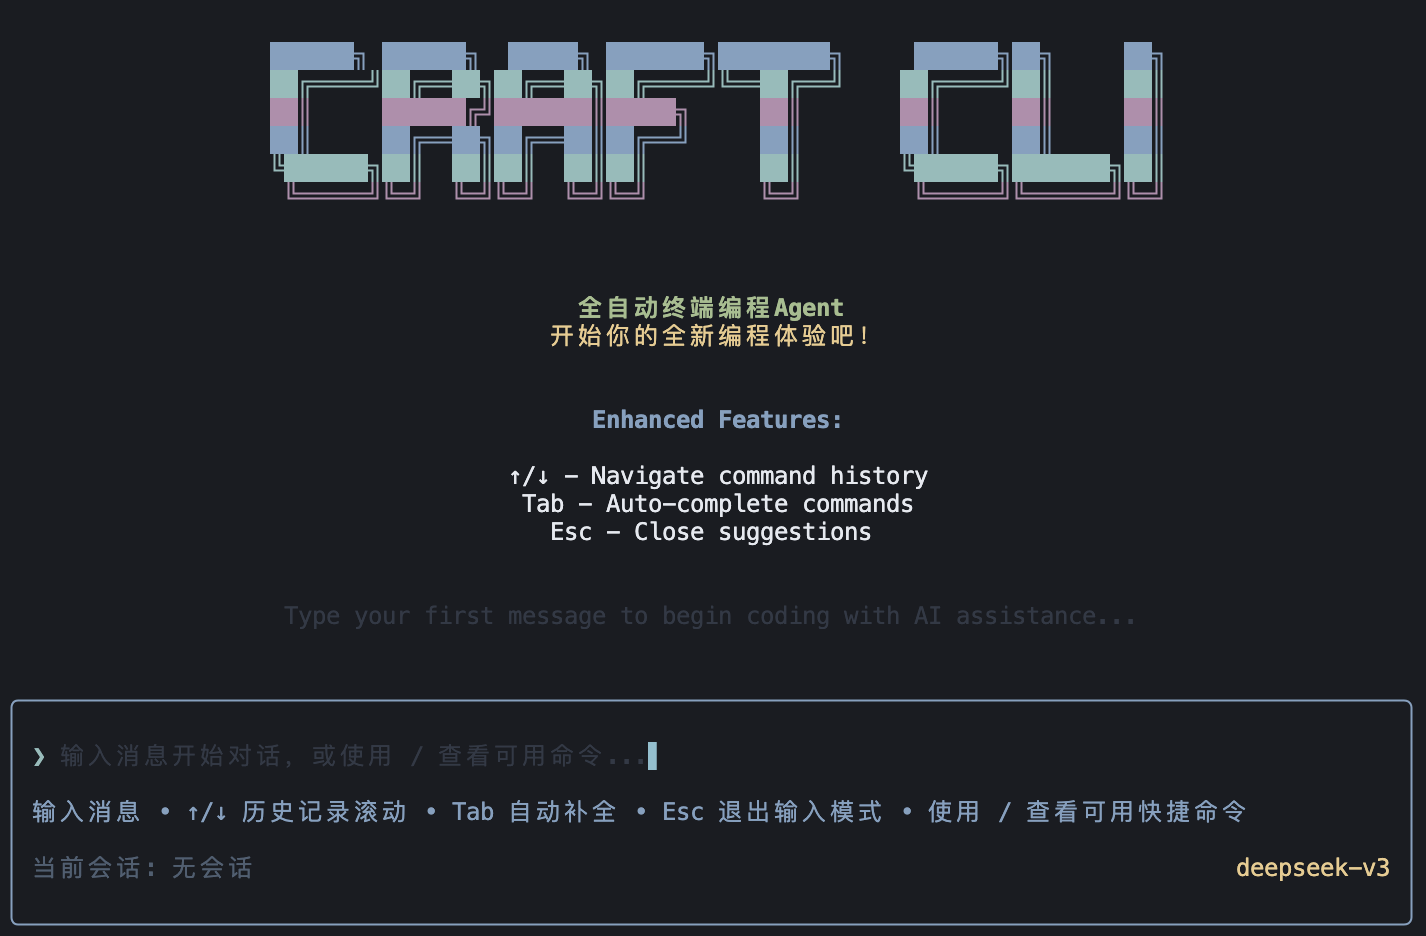 CRAFT CLI
全自动终端编程Agent
开始你的全新编程体验吧！
Enhanced Features:
↑/↓ - Navigate command history
Tab - Auto-complete commands
Esc - Close suggestions
Type your first message to begin coding with AI assistance...
❯ 输入消息开始对话，或使用 / 查看可用命令...
输入消息 • ↑/↓ 历史记录滚动 • Tab 自动补全 • Esc 退出输入模式 • 使用 / 查看可用快捷命令
当前会话: 无会话 deepseek-v3